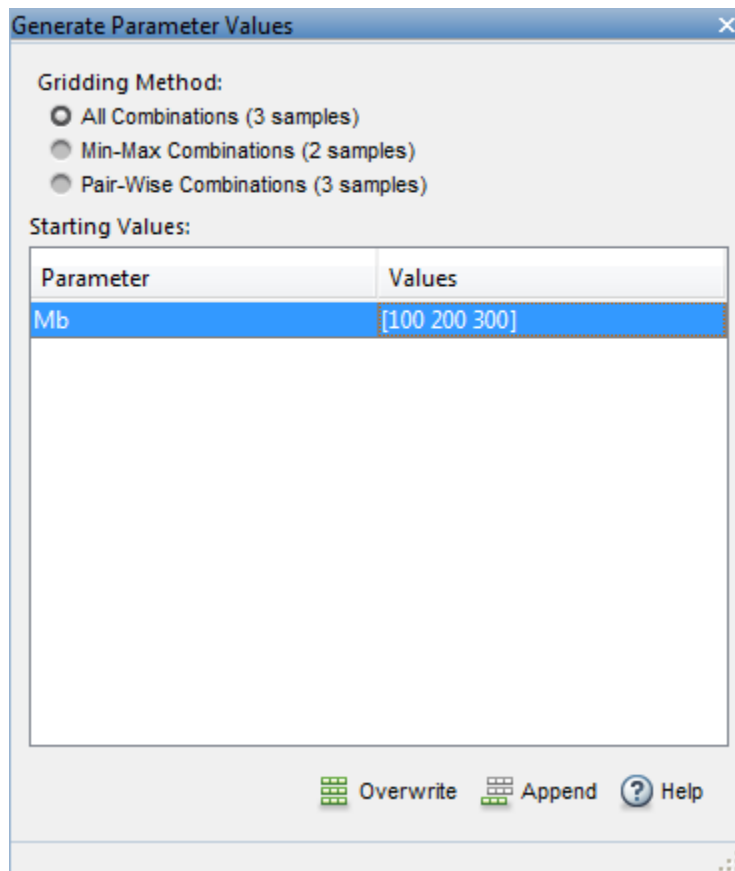 Generate Parameter Values
Gridding Method:
All Combinations (3 samples)
Min-Max Combinations (2 samples)
Pair-Wise Combinations (3 samples)
Starting Values:
Parameter Values
Mb [100 200 300]
Overwrite Append Help